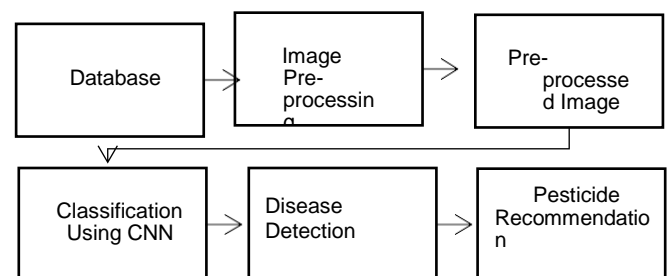 Database
Image
Pre-
processin
g
Pre-
processe
d Image
Classification
Using CNN
Disease
Detection
Pesticide
Recommendatio
n